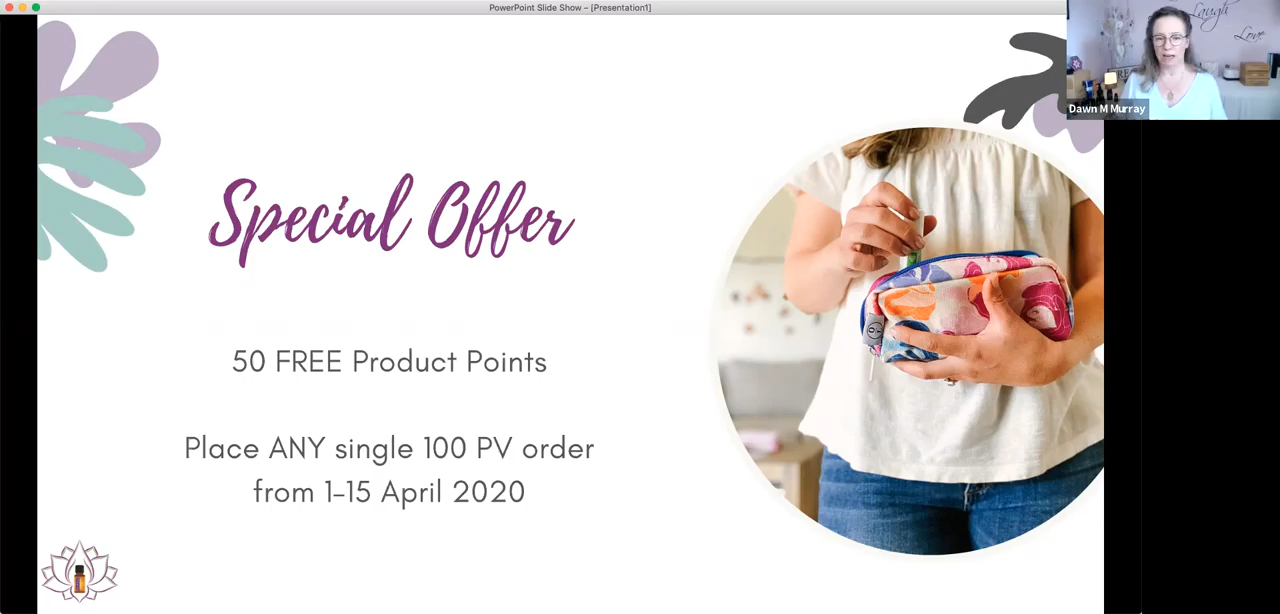 PowerPoint Slide Show – [Presentation1]
Laugh
Love
Dawn M Murray
Special Offer
50 FREE Product Points
Place ANY single 100 PV order
from 1–15 April 2020